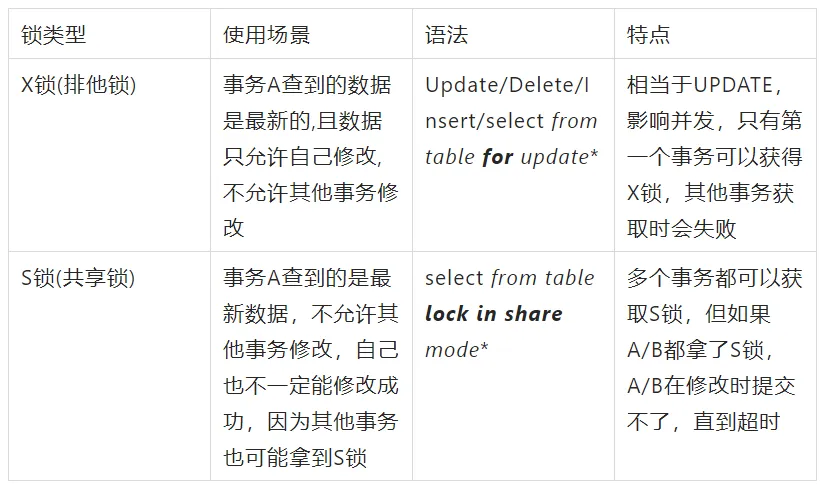 锁类型
使用场景
语法
特点
X锁(排他锁)
事务A查到的数据
是最新的,且数据
只允许自己修改,
不允许其他事务修
改
Update/Delete/I
nsert/select from
table for update*
相当于UPDATE，
影响并发，只有第
一个事务可以获得
X锁，其他事务获
取时会失败
S锁(共享锁)
事务A查到的是最
新数据，不允许其
他事务修改，自己
也不一定能修改成
功，因为其他事务
也可能拿到S锁
select from table
lock in share
mode*
多个事务都可以获
取S锁，但如果
A/B都拿了S锁，
A/B在修改时提交
不了，直到超时